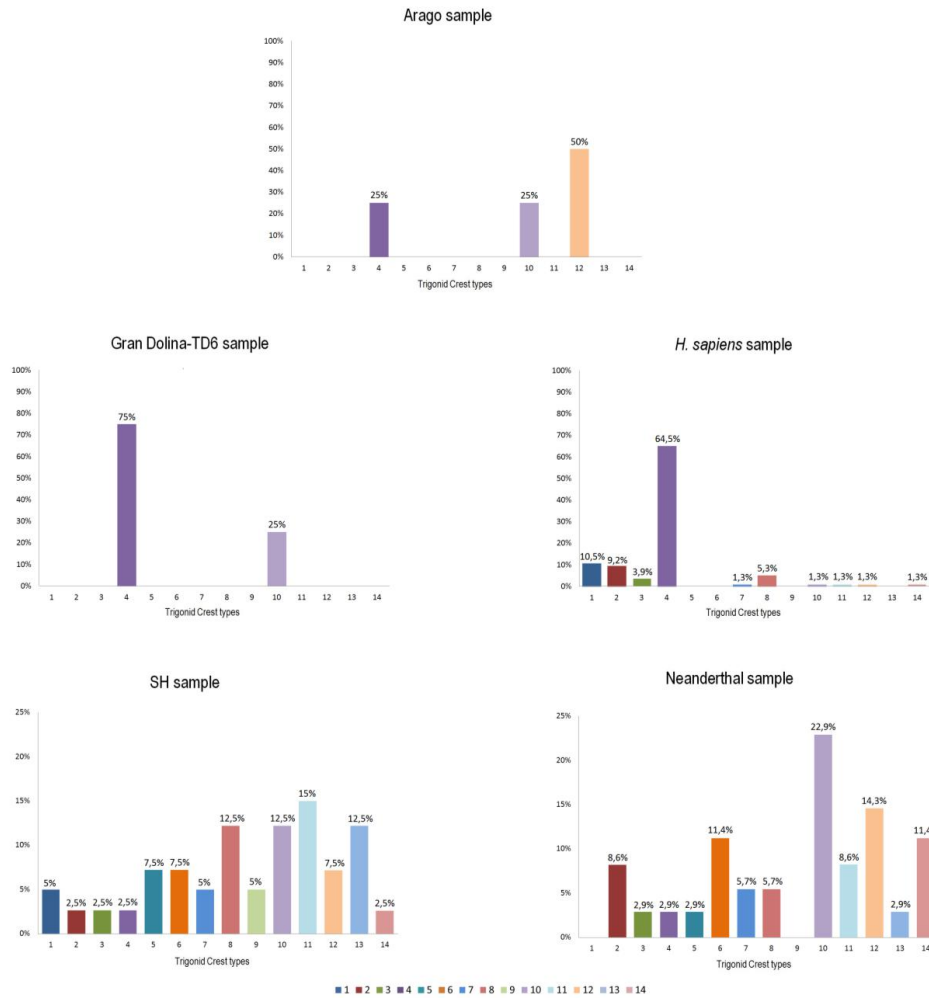 Arago sample
100%
90%
80%
70%
60%
50%
40%
30%
20%
10%
0%
25%
25%
50%
1 2 3 4 5 6 7 8 9 10 11 12 13 14
Trigonid Crest types
Gran Dolina-TD6 sample
100%
90%
80%
70%
60%
50%
40%
30%
20%
10%
0%
75%
25%
1 2 3 4 5 6 7 8 9 10 11 12 13 14
Trigonid Crest types
H. sapiens sample
100%
90%
80%
70%
60%
50%
40%
30%
20%
10%
0%
10,5% 9,2% 3,9% 64,5% 1,3% 5,3% 1,3% 1,3% 1,3% 1,3%
1 2 3 4 5 6 7 8 9 10 11 12 13 14
Trigonid Crest types
SH sample
25%
20%
15%
10%
5%
0%
5% 2,5% 2,5% 2,5% 7,5% 7,5% 5% 12,5% 5% 12,5% 15% 7,5% 12,5% 2,5%
1 2 3 4 5 6 7 8 9 10 11 12 13 14
Trigonid Crest types
Neanderthal sample
25%
20%
15%
10%
5%
0%
8,6% 2,9% 2,9% 2,9% 11,4% 5,7% 5,7% 22,9% 8,6% 14,3% 2,9% 11,4
1 2 3 4 5 6 7 8 9 10 11 12 13 14
Trigonid Crest types
1 2 3 4 5 6 7 8 9 10 11 12 13 14